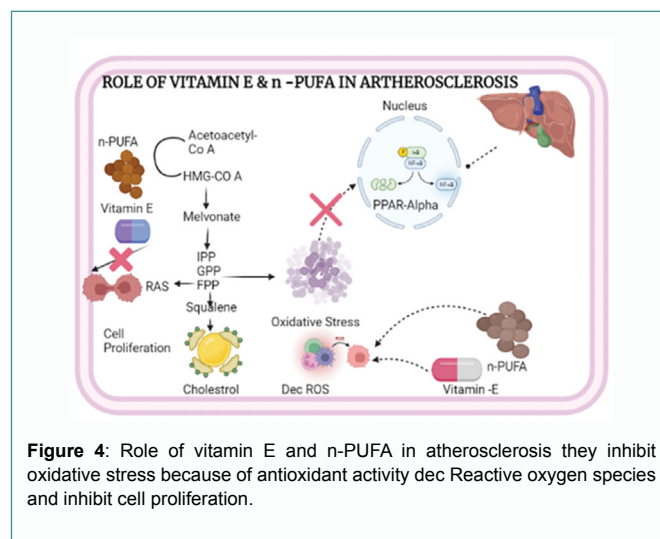 ROLE OF VITAMIN E & n -PUFA IN ARTHEROSCLEROSIS
Nucleus
n-PUFA
Acetoacetyl-
Co A
HMG-CO A
P
PPAR-Alpha
Vitamin E
Melvonate
IPP
GPP
FPP
RAS
Squalene
Oxidative Stress
Cell
Proliferation
ROS
n-PUFA
Cholestrol
Dec ROS
Vitamin -E
Figure 4: Role of vitamin E and n-PUFA in atherosclerosis they inhibit
oxidative stress because of antioxidant activity dec Reactive oxygen species
and inhibit cell proliferation.